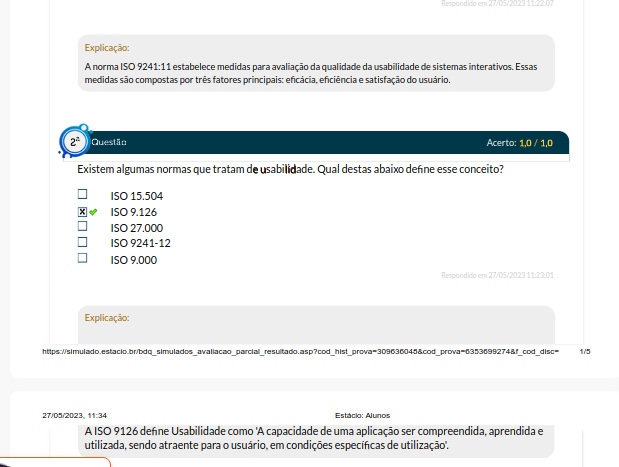 Respondido em 27/05/2023 11:22:07
Explicação:
A norma ISO 9241:11 estabelece medidas para avaliação da qualidade da usabilidade de sistemas interativos. Essas
medidas são compostas por três fatores principais: eficácia, eficiência e satisfação do usuário.
2ª Questão Acerto: 1,0 / 1,0
Existem algumas normas que tratam de usabilidade. Qual destas abaixo define esse conceito?
ISO 15.504
X ISO 9.126
ISO 27.000
ISO 9241-12
ISO 9.000
Respondido em 27/05/2023 11:23:01
Explicação:
https://simulado.estacio.br/bdq_simulados_avaliacao_parcial_resultado.asp?cod_hist_prova=309636048&cod_prova=6353699274&f_cod_disc= 1/5
27/05/2023, 11:34 Estácio: Alunos
A ISO 9126 define Usabilidade como 'A capacidade de uma aplicação ser compreendida, aprendida e
utilizada, sendo atraente para o usuário, em condições específicas de utilização'.